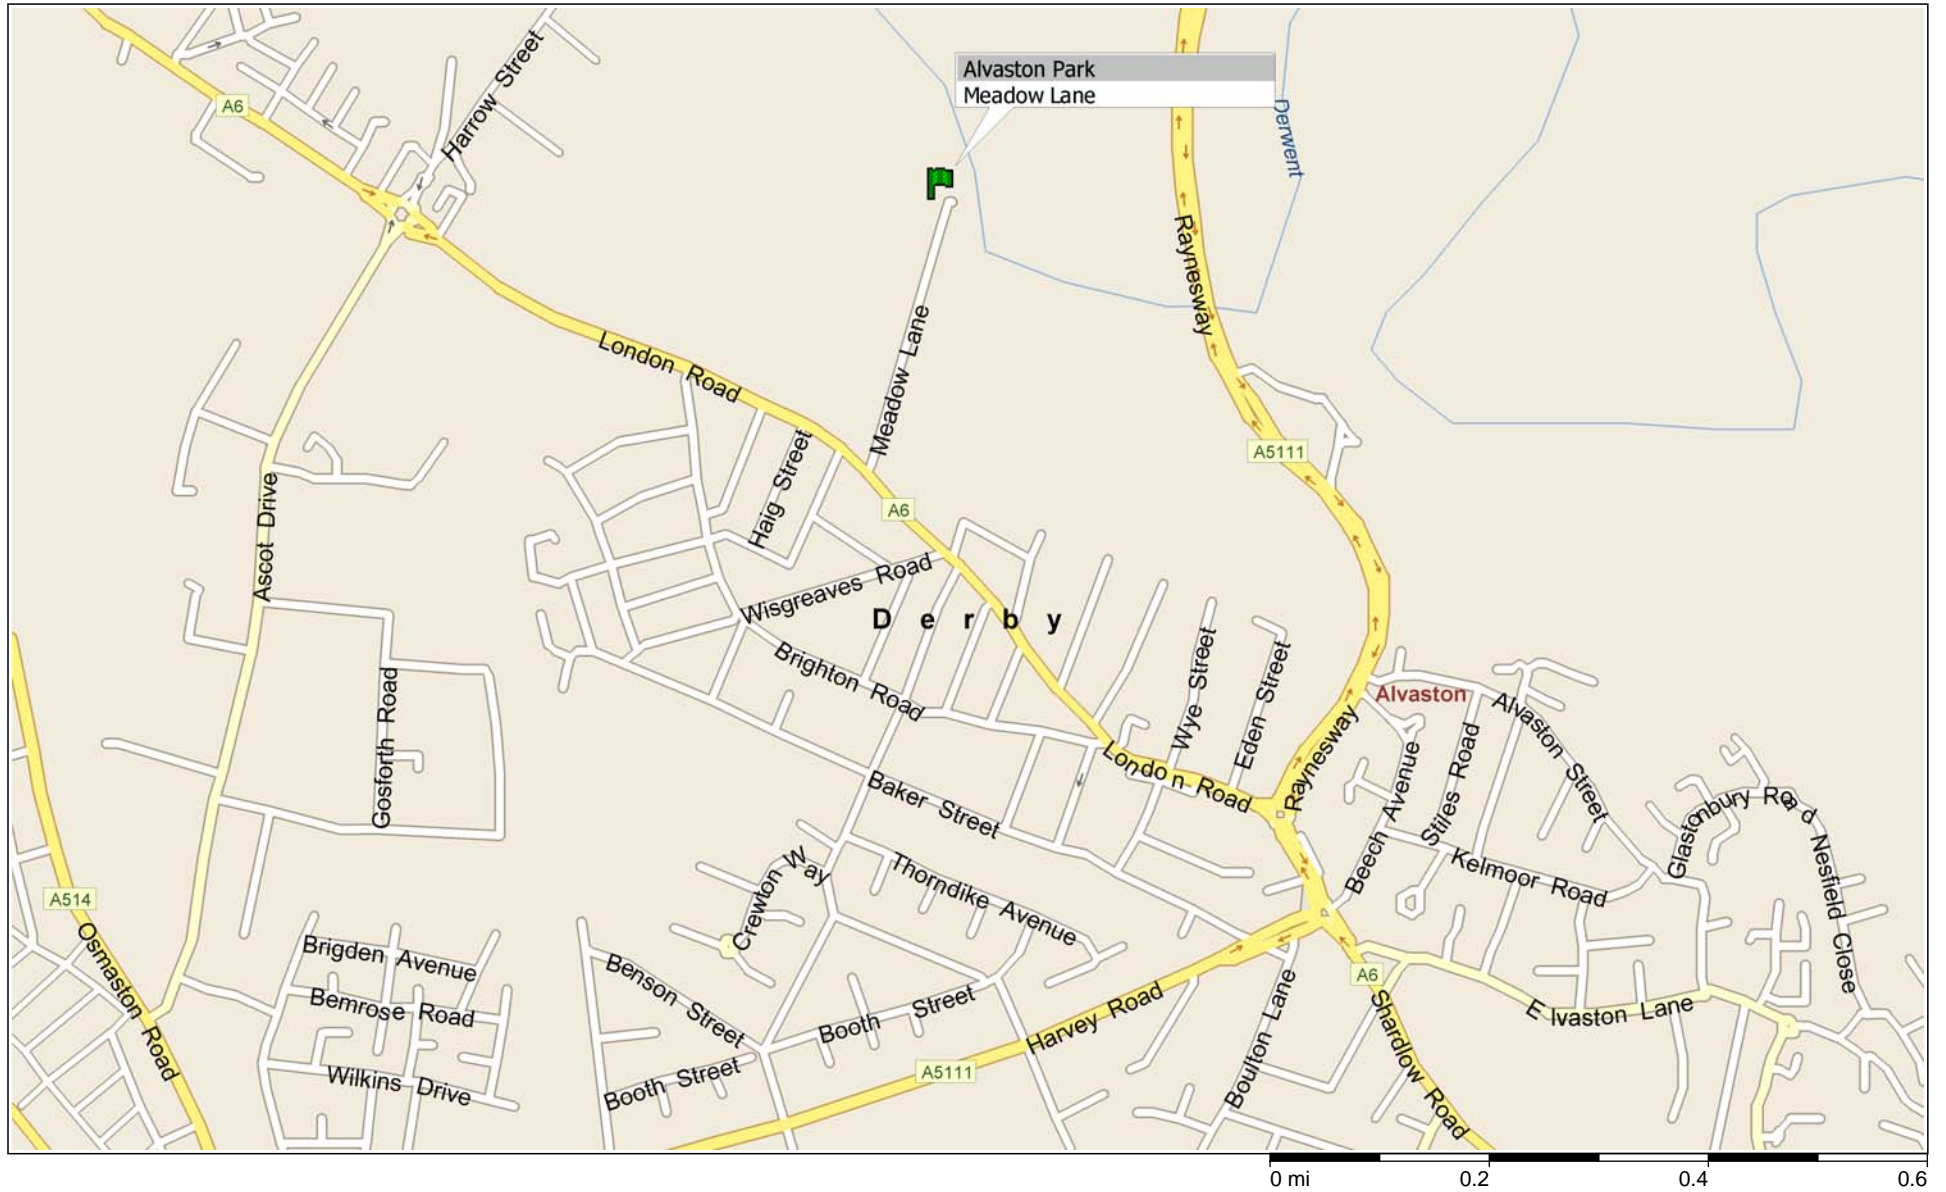 Alvaston Park
Meadow Lane
A6
Harrow Street
Derwent
Raynesway
London Road
Meadow Lane
Haig Street
A5111
Ascot Drive
A6
Wisgreaves Road
Derby
Brighton Road
Wye Street
Eden Street
Raynesway
Alvaston
Alvaston Street
Gosforth Road
London Road
Baker Street
Beech Avenue
Stiles Road
Kelmoor Road
Glastonbury Road
Nesfield Close
Crewton Way
Thorndike Avenue
A514
Osmaston Road
Brigden Avenue
Bemrose Road
Wilkins Drive
Benson Street
Booth Street
Booth Street
Harvey Road
A5111
Boulton Lane
A6
Shardlow Road
Elvaston Lane
0 mi 0.2 0.4 0.6